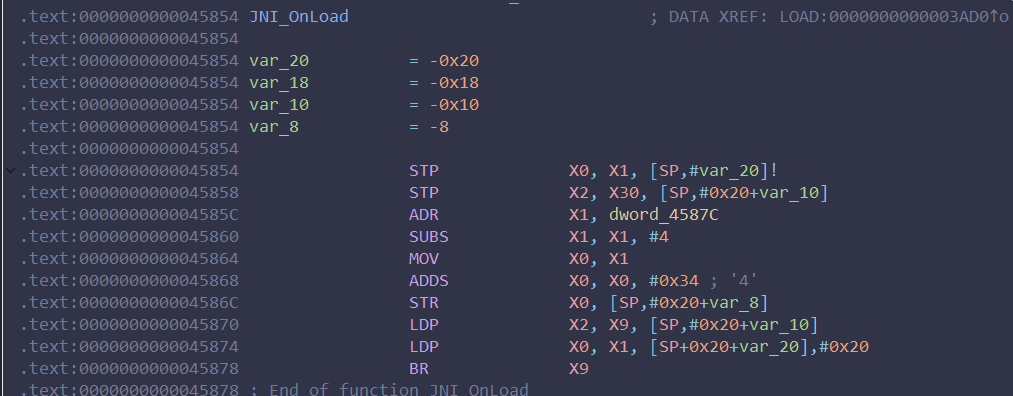 .text:0000000000045854 JNI_OnLoad ; DATA XREF: LOAD:0000000000003AD0↑o
.text:0000000000045854
.text:0000000000045854 var_20 = -0x20
.text:0000000000045854 var_18 = -0x18
.text:0000000000045854 var_10 = -0x10
.text:0000000000045854 var_8 = -8
.text:0000000000045854
.text:0000000000045854 STP X0, X1, [SP,#var_20]!
.text:0000000000045858 STP X2, X30, [SP,#0x20+var_10]
.text:000000000004585C ADR X1, dword_4587C
.text:0000000000045860 SUBS X1, X1, #4
.text:0000000000045864 MOV X0, X1
.text:0000000000045868 ADDS X0, X0, #0x34 ; '4'
.text:000000000004586C STR X0, [SP,#0x20+var_8]
.text:0000000000045870 LDP X2, X9, [SP,#0x20+var_10]
.text:0000000000045874 LDP X0, X1, [SP+0x20+var_20],#0x20
.text:0000000000045878 BR X9
.text:0000000000045878 ; End of function JNI_OnLoad